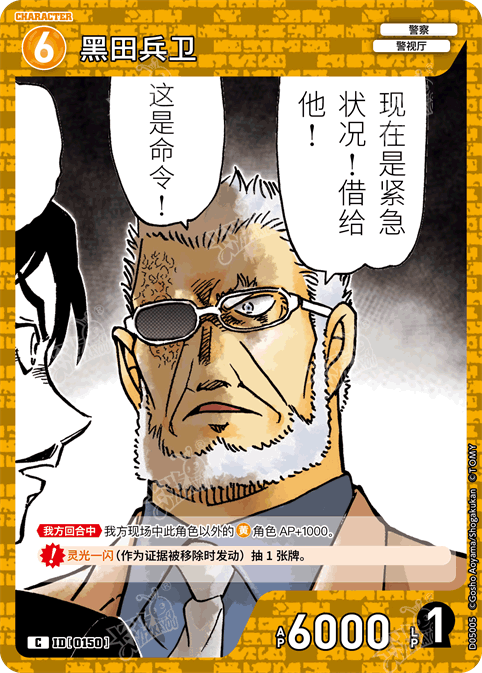 CHARACTER
6
黑田兵卫
警察
警视厅
现在是紧急
状况！借给
他！
这是命令！
我方回合中 我方现场中此角色以外的 黄 角色 AP+1000。
灵光一闪(作为证据被移除时发动) 抽 1 张牌。
C ID[0150]
AP 6000 LP 1
D05005 ©Gosho Aoyama/Shogakukan ©TOMY